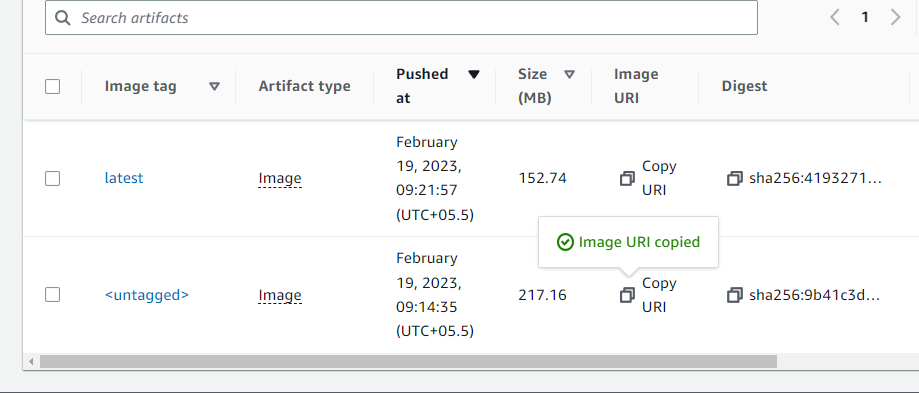 Search artifacts
1
Image tag
Artifact type
Pushed
at
Size
(MB)
Image
URI
Digest
latest
Image
February
19, 2023,
09:21:57
(UTC+05.5)
152.74
Copy
URI
sha256:4193271...
Image URI copied
<untagged>
Image
February
19, 2023,
09:14:35
(UTC+05.5)
217.16
Copy
URI
sha256:9b41c3d...